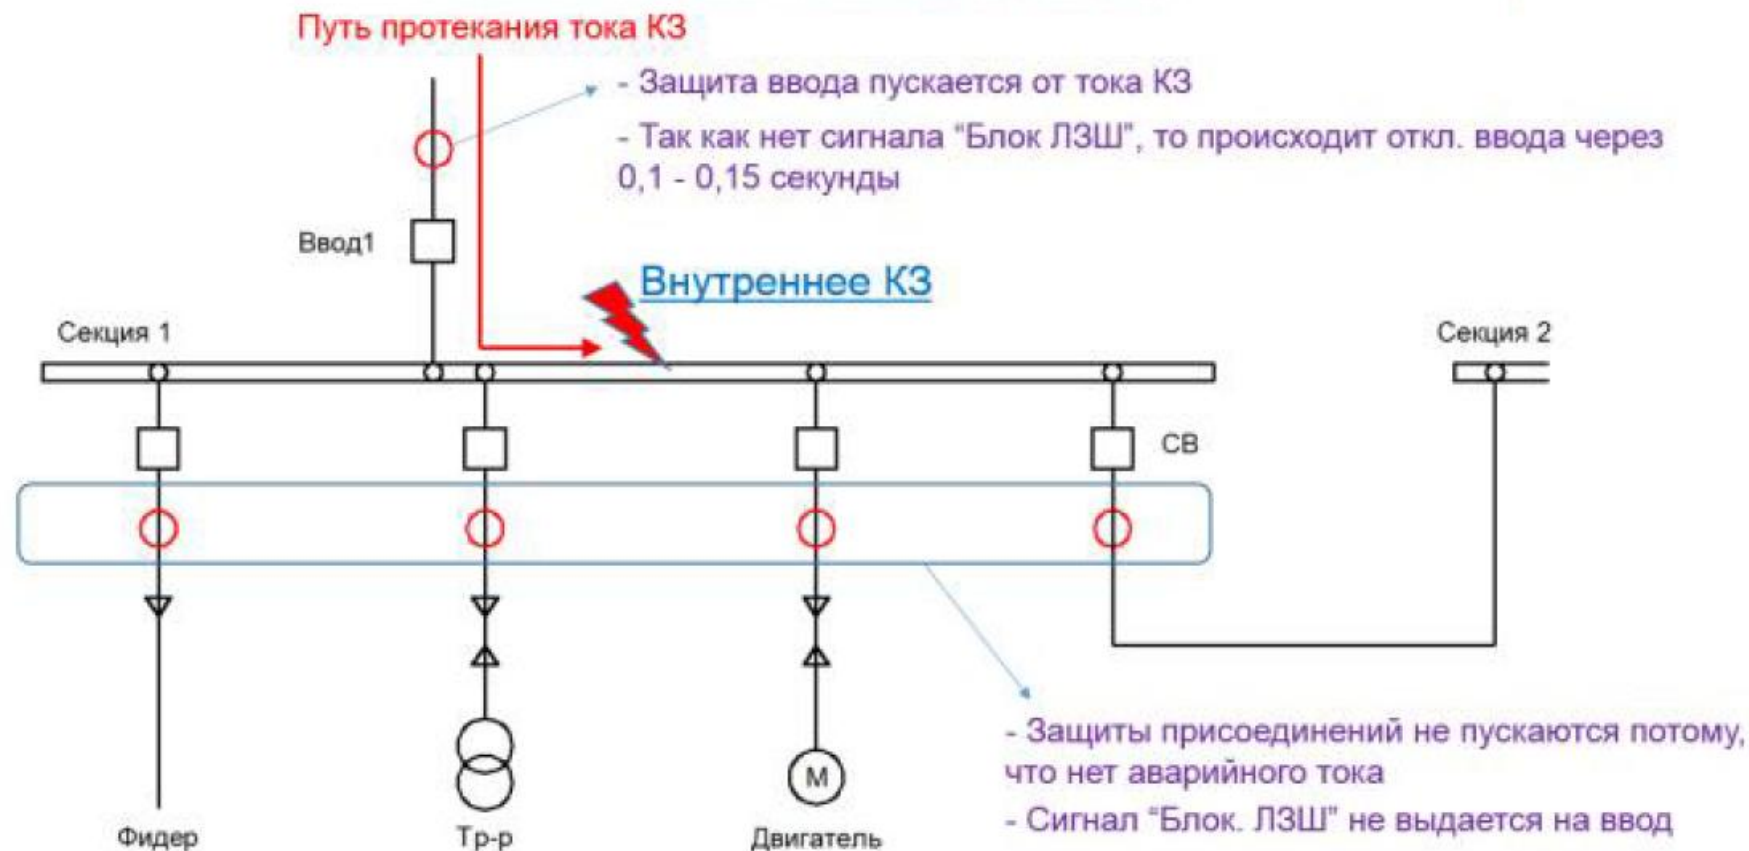 Путь протекания тока КЗ
- Защита ввода пускается от тока КЗ
- Так как нет сигнала “Блок ЛЗШ”, то происходит откл. ввода через
0,1 - 0,15 секунды
Ввод1
Внутреннее КЗ
Секция 1
Секция 2
СВ
- Защиты присоединений не пускаются потому,
что нет аварийного тока
- Сигнал “Блок. ЛЗШ” не выдается на ввод
М
Фидер
Тр-р
Двигатель